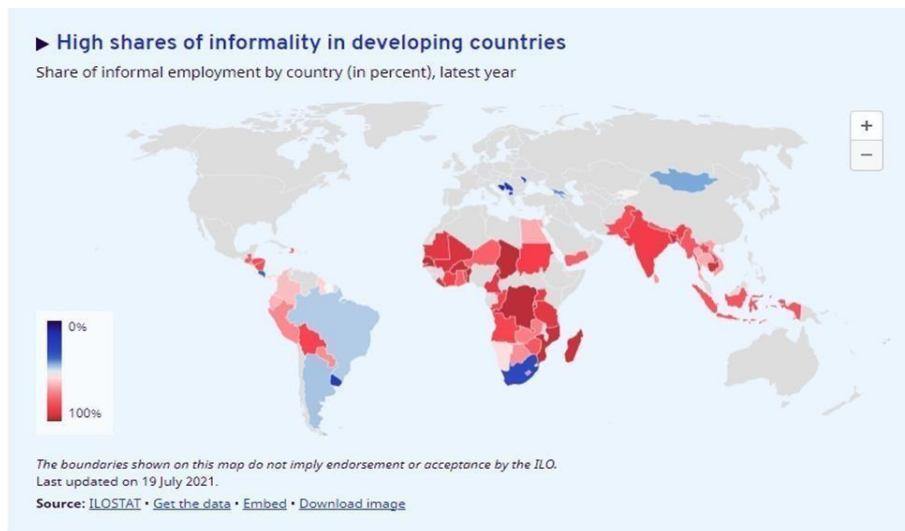 ▶ High shares of informality in developing countries
Share of informal employment by country (in percent), latest year
+
−
0%
100%
The boundaries shown on this map do not imply endorsement or acceptance by the ILO.
Last updated on 19 July 2021.
Source: ILOSTAT • Get the data • Embed • Download image